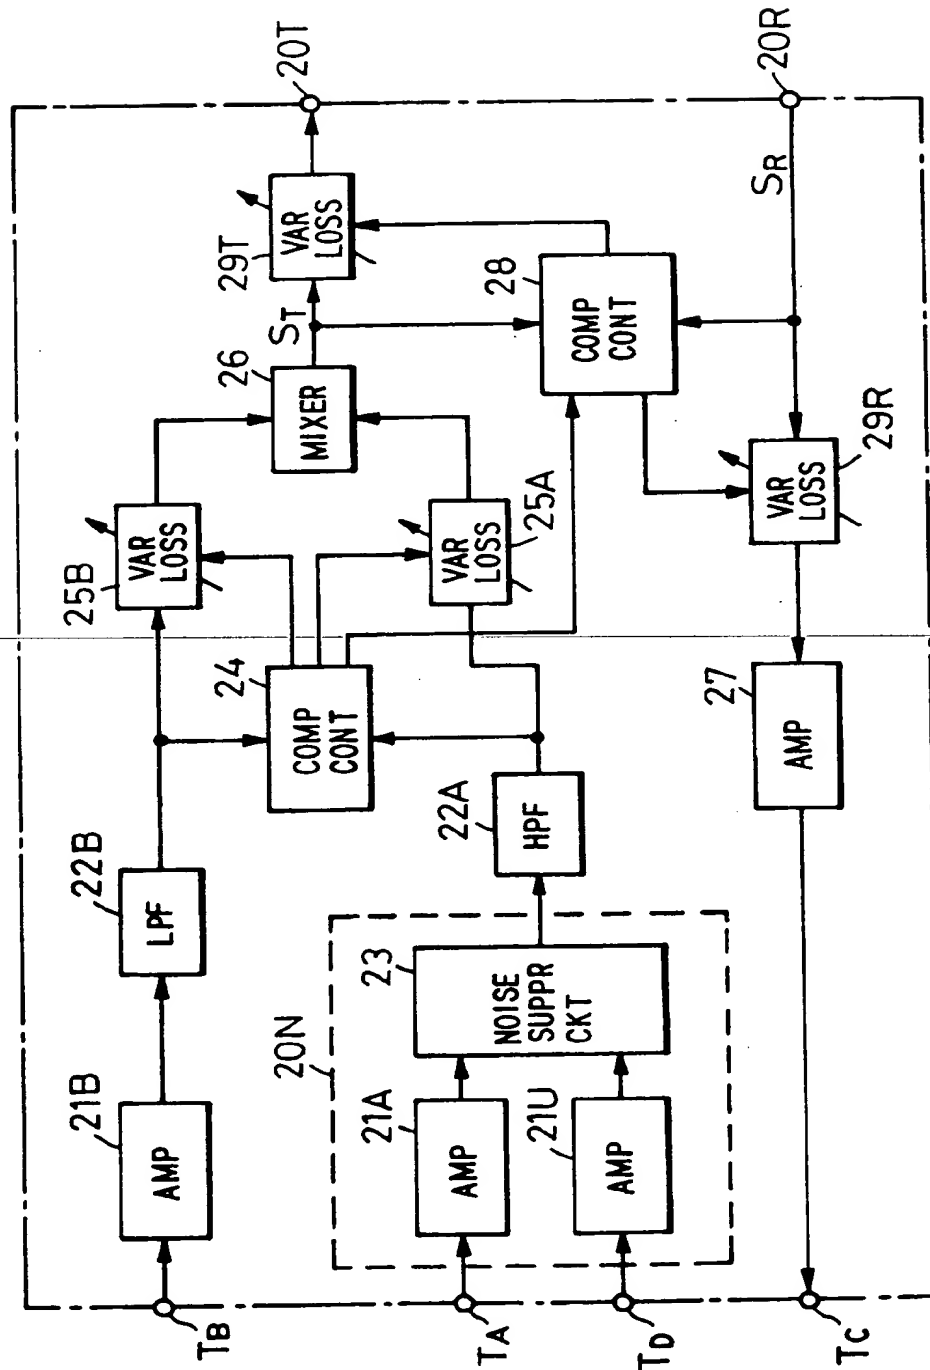 TB
21B
AMP
22B
LPF
25B
VAR
LOSS
24
COMP
CONT
26
MIXER
ST
29T
VAR
LOSS
20T
25A
VAR
LOSS
20N
TA
21A
AMP
TD
21U
AMP
23
NOISE
SUPPR
CKT
22A
HPF
28
COMP
CONT
SR
20R
29R
VAR
LOSS
27
AMP
TC